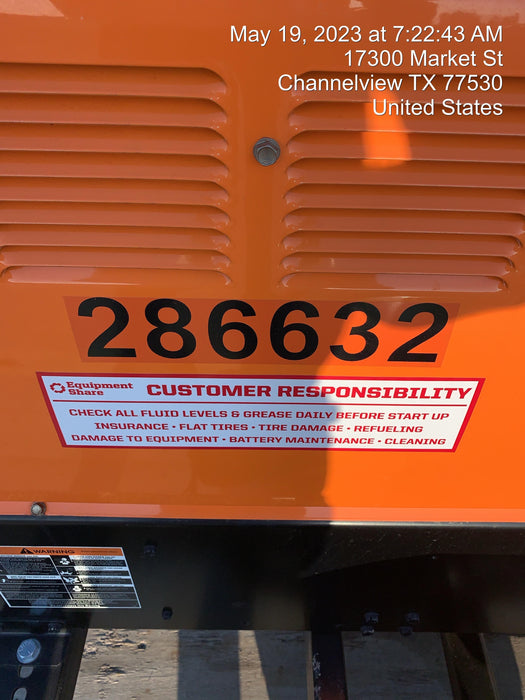 May 19, 2023 at 7:22:43 AM
17300 Market St
Channelview TX 77530
United States
286632
Equipment Share
CUSTOMER RESPONSIBILITY
CHECK ALL FLUID LEVELS & GREASE DAILY BEFORE START UP
INSURANCE • FLAT TIRES • TIRE DAMAGE • REFUELING
DAMAGE TO EQUIPMENT • BATTERY MAINTENANCE • CLEANING
WARNING